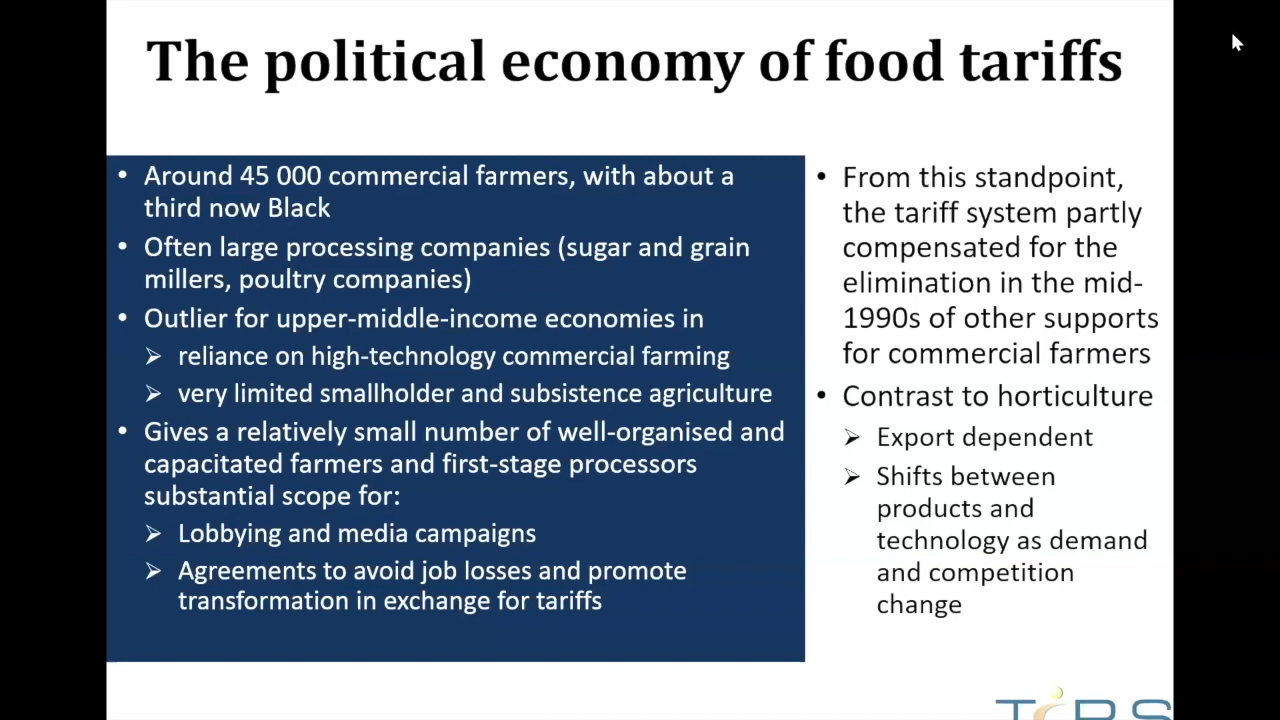 The political economy of food tariffs
• Around 45 000 commercial farmers, with about a
third now Black
• Often large processing companies (sugar and grain
millers, poultry companies)
• Outlier for upper-middle-income economies in
➢ reliance on high-technology commercial farming
➢ very limited smallholder and subsistence agriculture
• Gives a relatively small number of well-organised and
capacitated farmers and first-stage processors
substantial scope for:
➢ Lobbying and media campaigns
➢ Agreements to avoid job losses and promote
transformation in exchange for tariffs
• From this standpoint,
the tariff system partly
compensated for the
elimination in the mid-
1990s of other supports
for commercial farmers
• Contrast to horticulture
➢ Export dependent
➢ Shifts between
products and
technology as demand
and competition
change